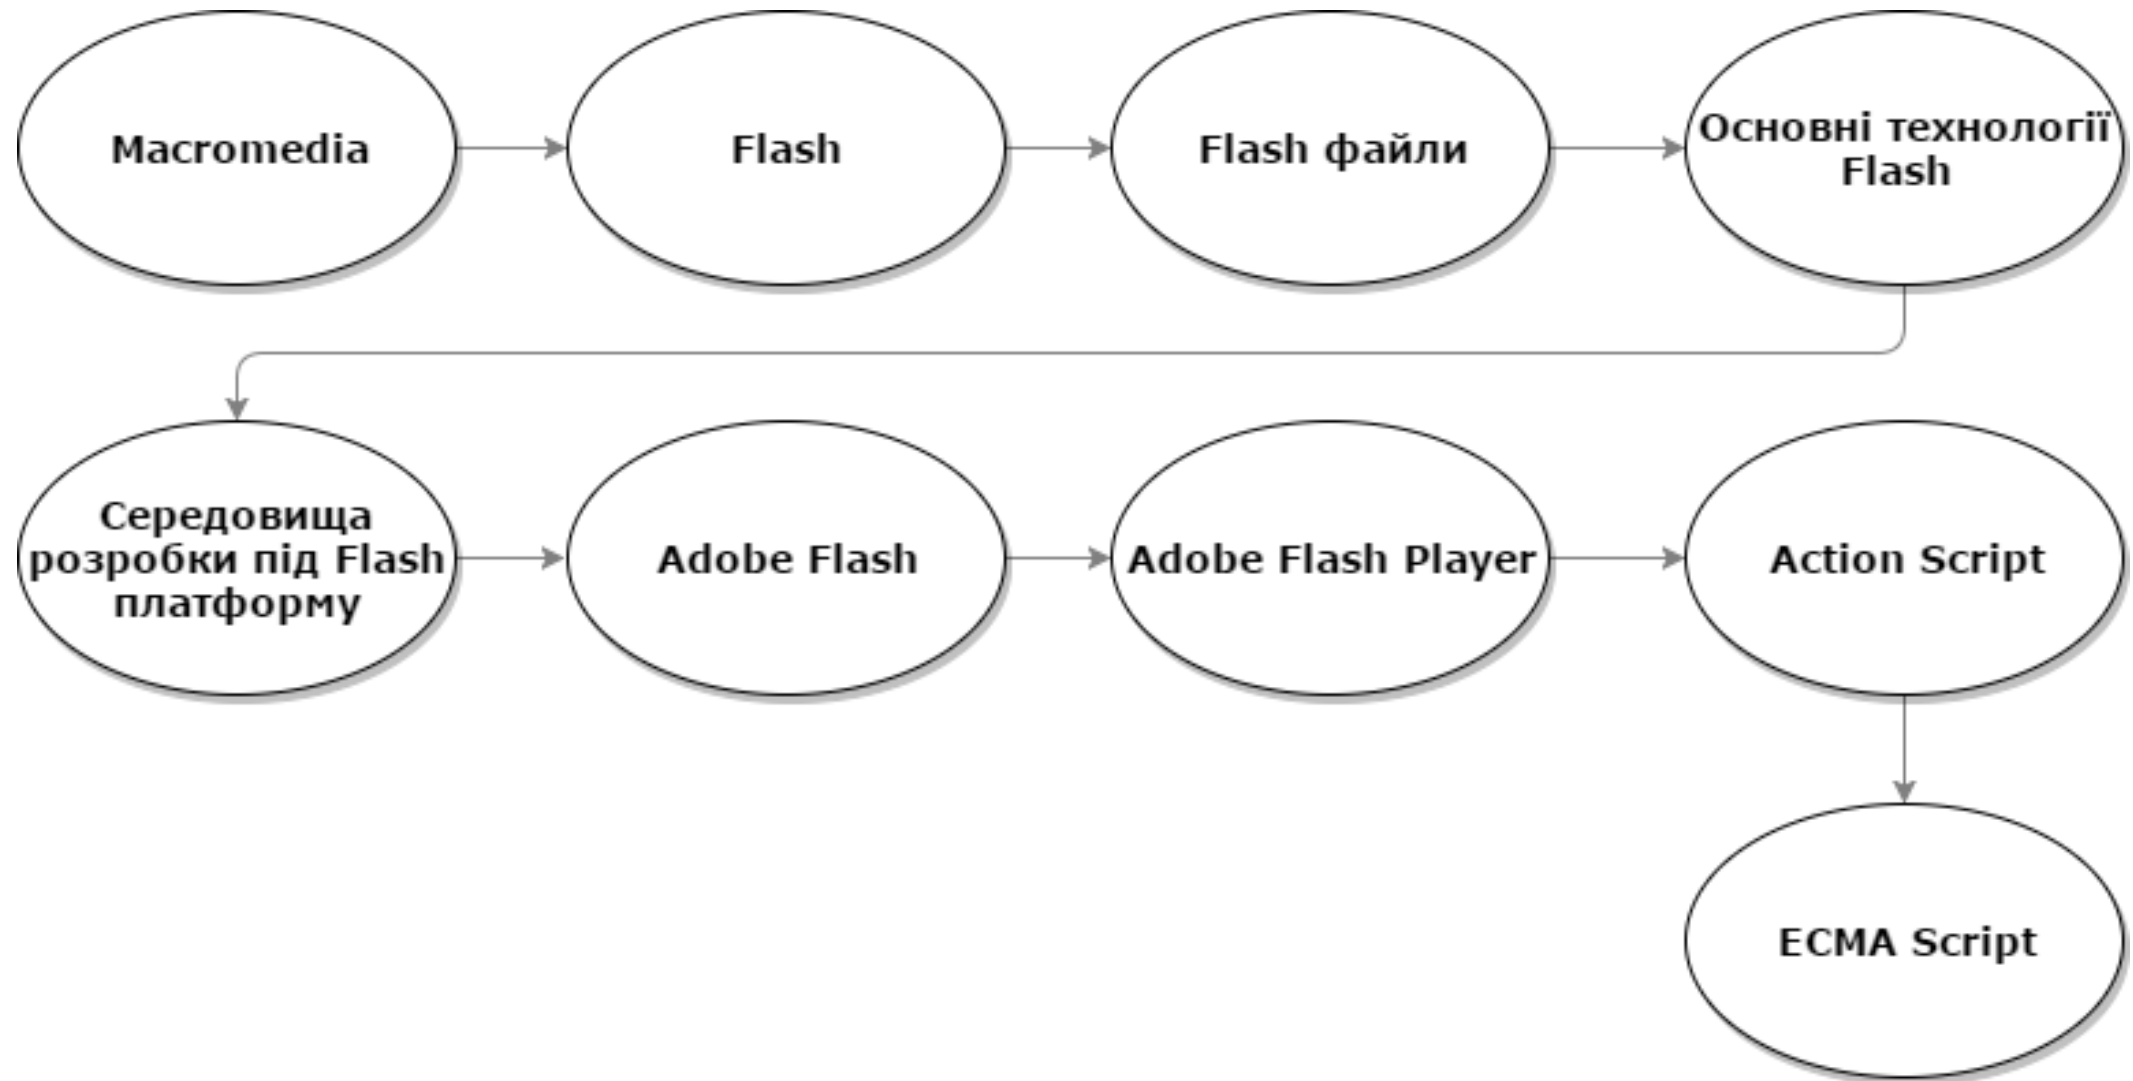 Macromedia
Flash
Flash файли
Основні технології
Flash
Середовища
розробки під Flash
платформу
Adobe Flash
Adobe Flash Player
Action Script
ECMA Script